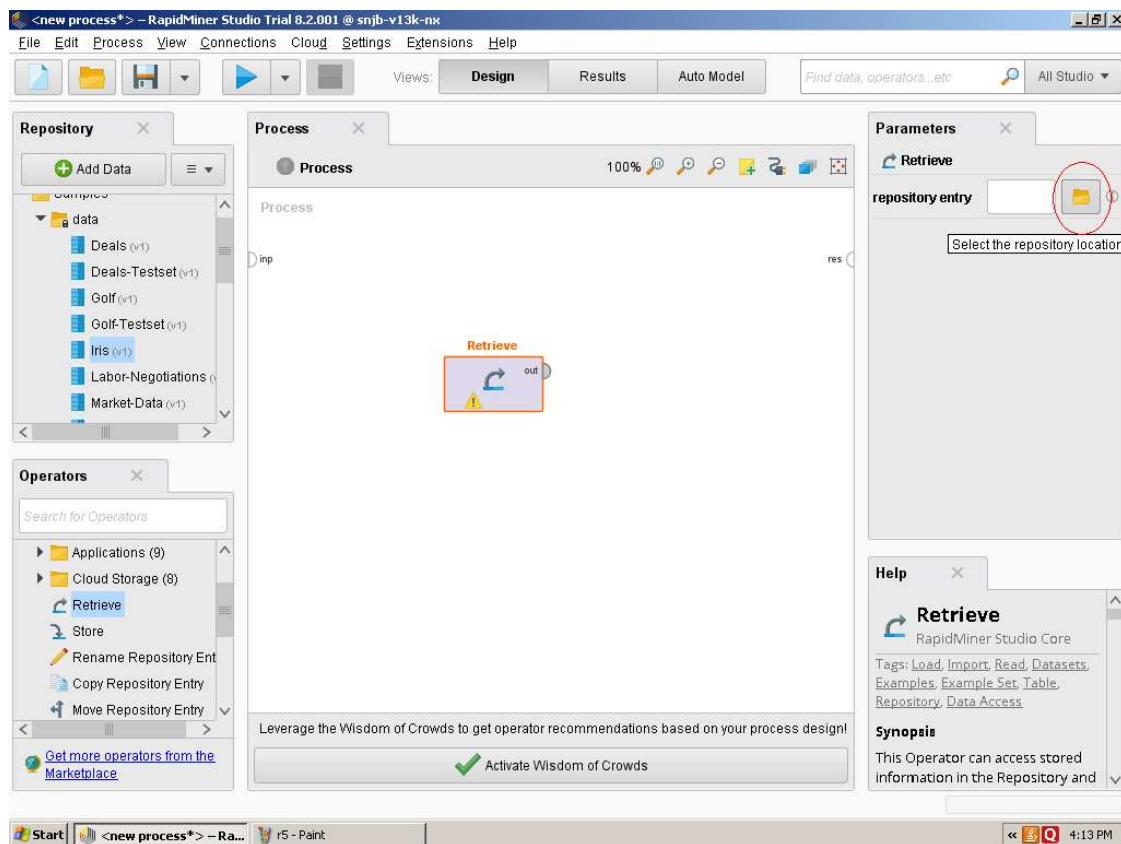 <new process*> – RapidMiner Studio Trial 8.2.001 @ snjb-v13k-nx
File Edit Process View Connections Cloud Settings Extensions Help
Views: Design Results Auto Model Find data, operators...etc All Studio
Repository
Add Data
Samples
data
Deals (v1)
Deals-Testset (v1)
Golf (v1)
Golf-Testset (v1)
Iris (v1)
Labor-Negotiations (
Market-Data (v1)
Operators
Search for Operators
Applications (9)
Cloud Storage (8)
Retrieve
Store
Rename Repository Ent
Copy Repository Entry
Move Repository Entry
Get more operators from the
Marketplace
Process
Process
100%
Process
inp
res
Retrieve
out
Leverage the Wisdom of Crowds to get operator recommendations based on your process design!
Activate Wisdom of Crowds
Parameters
Retrieve
repository entry
Select the repository location
Help
Retrieve
RapidMiner Studio Core
Tags: Load, Import, Read, Datasets,
Examples, Example Set, Table,
Repository, Data Access
Synopsis
This Operator can access stored
information in the Repository and
Start <new process*> – Ra... r5 - Paint « Q 4:13 PM